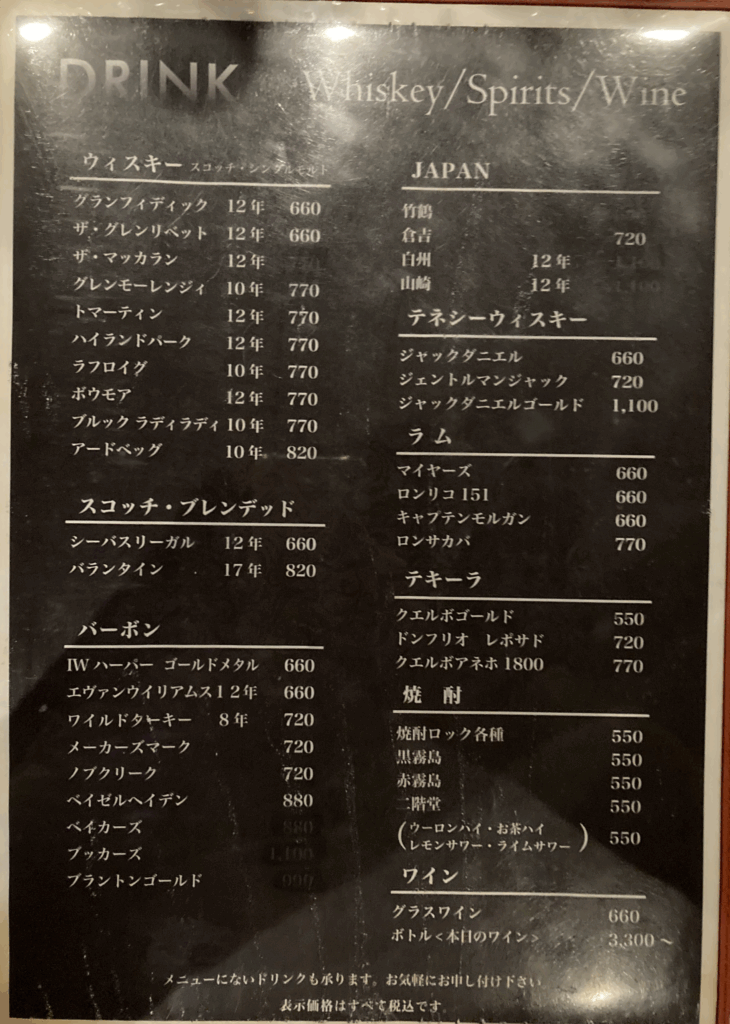 DRINK Whiskey/Spirits/Wine
ウィスキー スコッチ・シングルモルト
グランフィディック 12年 660
ザ・グレンリベット 12年 660
ザ・マッカラン 12年
グレンモーレンジィ 10年 770
トマーティン 12年 770
ハイランドパーク 12年 770
ラフロイグ 10年 770
ボウモア 12年 770
ブルック ラディラディ 10年 770
アードベッグ 10年 820
スコッチ・ブレンデッド
シーバスリーガル 12年 660
バランタイン 17年 820
バーボン
IW ハーパー ゴールドメタル 660
エヴァンウイリアムス12年 660
ワイルドターキー 8年 720
メーカーズマーク 720
ノブクリーク 720
ベイゼルヘイデン 880
ベイカーズ 880
ブッカーズ 1,100
ブラントンゴールド
JAPAN
竹鶴
倉吉 720
白州 12年 1,100
山崎 12年 1,100
テネシーウィスキー
ジャックダニエル 660
ジェントルマンジャック 720
ジャックダニエルゴールド 1,100
ラム
マイヤーズ 660
ロンリコ 151 660
キャプテンモルガン 660
ロンサカパ 770
テキーラ
クエルボゴールド 550
ドンフリオ レポサド 720
クエルボアネホ 1800 770
焼 酎
焼酎ロック各種 550
黒霧島 550
赤霧島 550
二階堂 550
(ウーロンハイ・お茶ハイ
レモンサワー・ライムサワー) 550
ワイン
グラスワイン 660
ボトル<本日のワイン> 3,300～
メニューにないドリンクも承ります。お気軽にお申し付け下さい
表示価格はすべて税込です